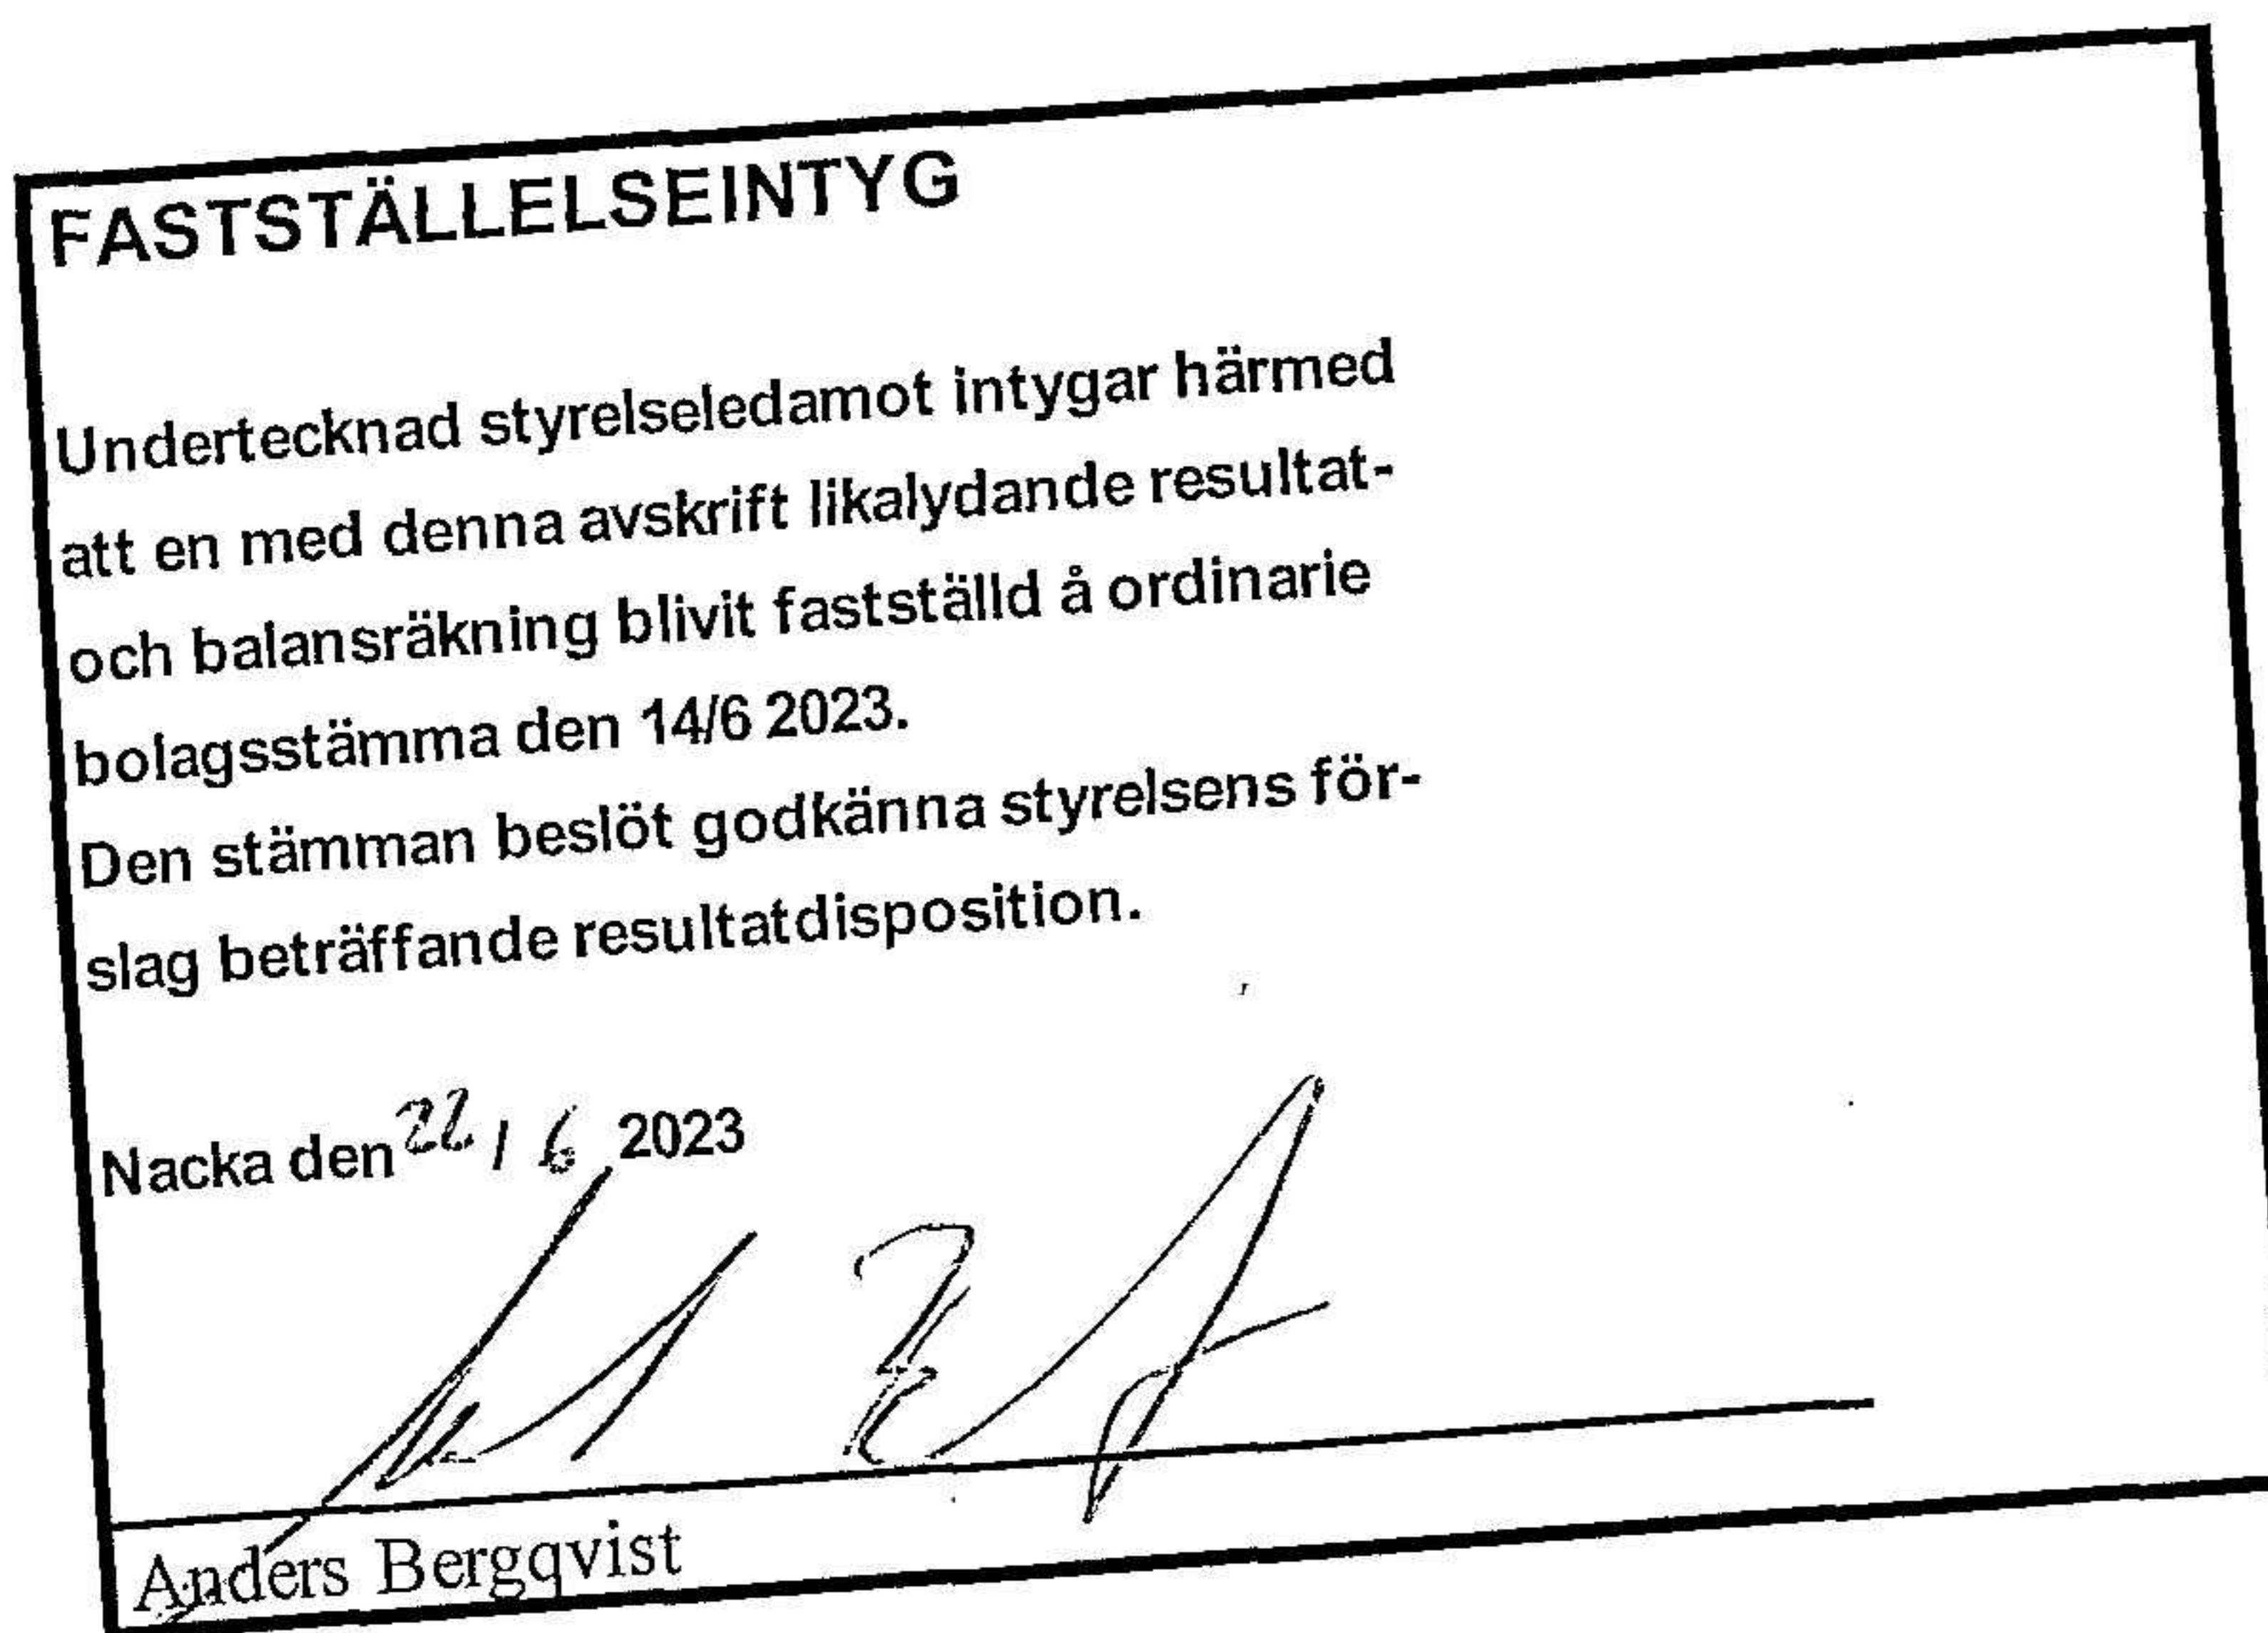 FASTSTÄLLELSEINTYG
Undertecknad styrelseledamot intygar härmed
att en med denna avskrift likalydande resultat-
och balansräkning blivit fastställd å ordinarie
bolagsstämma den 14/6 2023.
Den stämman beslöt godkänna styrelsens för-
slag beträffande resultatdisposition.
Nacka den 22 / 6 2023
Anders Bergqvist